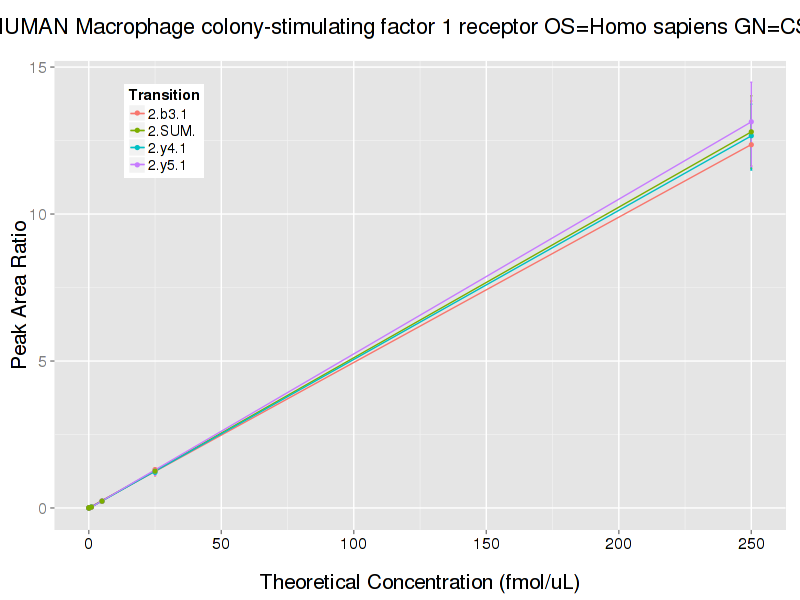 HUMAN Macrophage colony-stimulating factor 1 receptor OS=Homo sapiens GN=CS
15
10
5
0
Peak Area Ratio
Transition
2.b3.1
2.SUM.
2.y4.1
2.y5.1
0 50 100 150 200 250
Theoretical Concentration (fmol/uL)